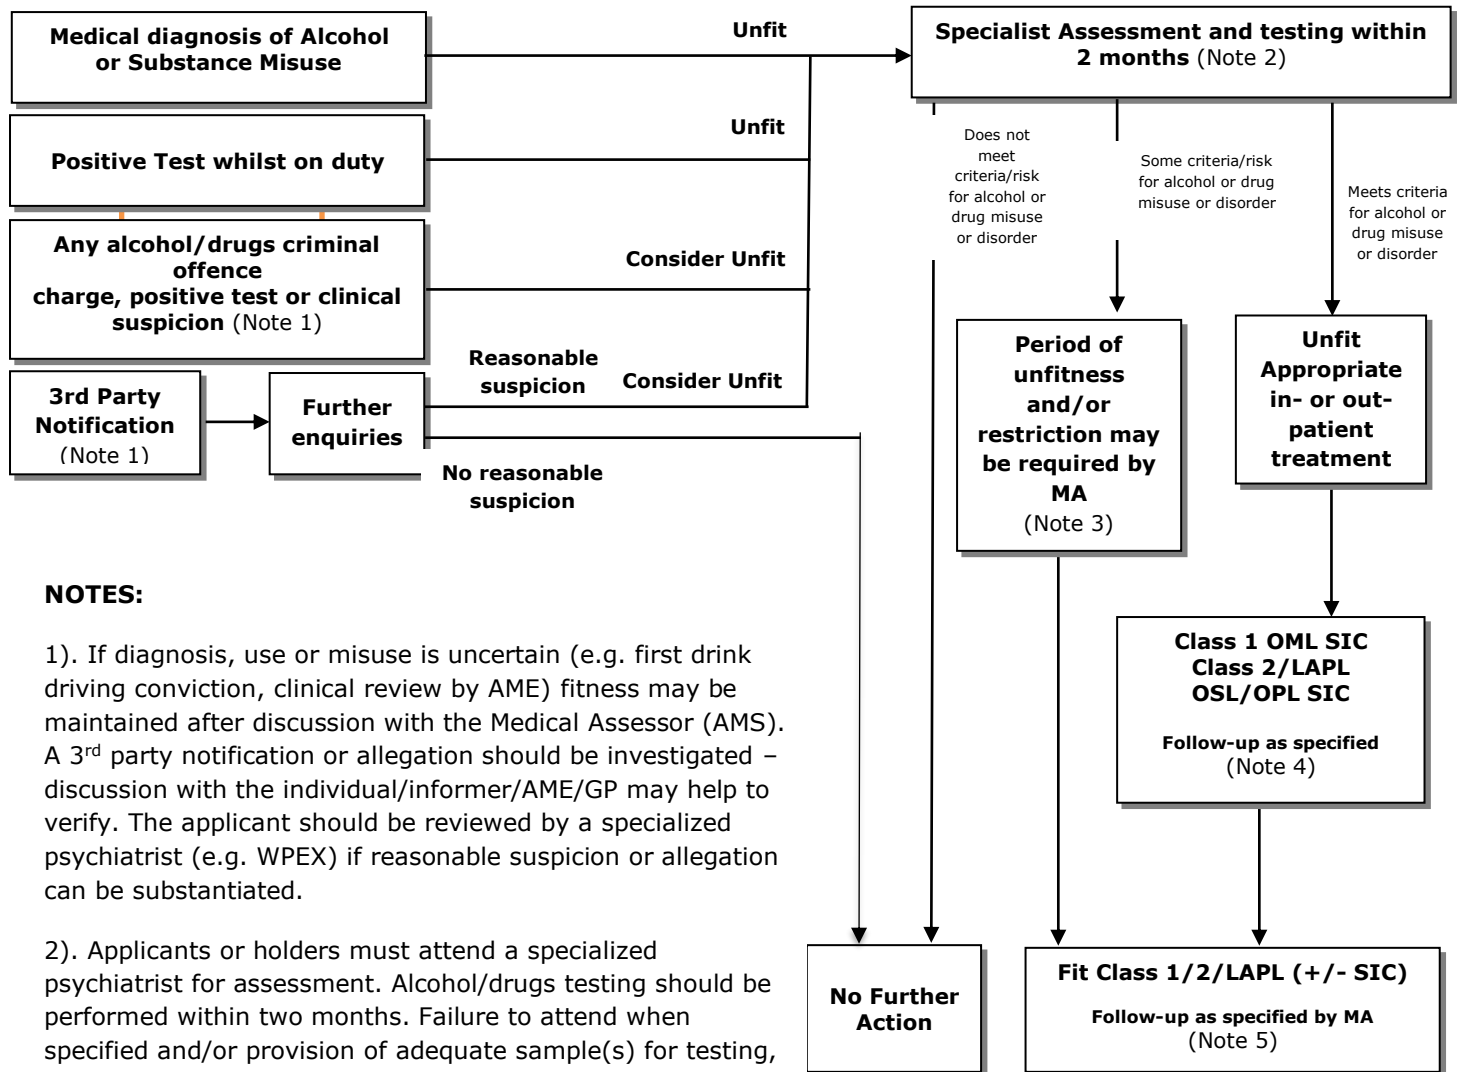 Medical diagnosis of Alcohol
or Substance Misuse
Unfit
Specialist Assessment and testing within
2 months (Note 2)
Positive Test whilst on duty
Unfit
Does not
meet
criteria/risk
for alcohol or
drug misuse
or disorder
Some criteria/risk
for alcohol or drug
misuse or disorder
Meets criteria
for alcohol or
drug misuse
or disorder
Any alcohol/drugs criminal
offence
charge, positive test or clinical
suspicion (Note 1)
Consider Unfit
3rd Party
Notification
(Note 1)
Further
enquiries
Reasonable
suspicion
Consider Unfit
No reasonable
suspicion
Period of
unfitness
and/or
restriction may
be required by
MA
(Note 3)
Unfit
Appropriate
in- or out-
patient
treatment
Class 1 OML SIC
Class 2/LAPL
OSL/OPL SIC
Follow-up as specified
(Note 4)
No Further
Action
Fit Class 1/2/LAPL (+/- SIC)
Follow-up as specified by MA
(Note 5)
NOTES:
1). If diagnosis, use or misuse is uncertain (e.g. first drink
driving conviction, clinical review by AME) fitness may be
maintained after discussion with the Medical Assessor (AMS).
A 3rd party notification or allegation should be investigated –
discussion with the individual/informer/AME/GP may help to
verify. The applicant should be reviewed by a specialized
psychiatrist (e.g. WPEX) if reasonable suspicion or allegation
can be substantiated.
2). Applicants or holders must attend a specialized
psychiatrist for assessment. Alcohol/drugs testing should be
performed within two months. Failure to attend when
specified and/or provision of adequate sample(s) for testing,